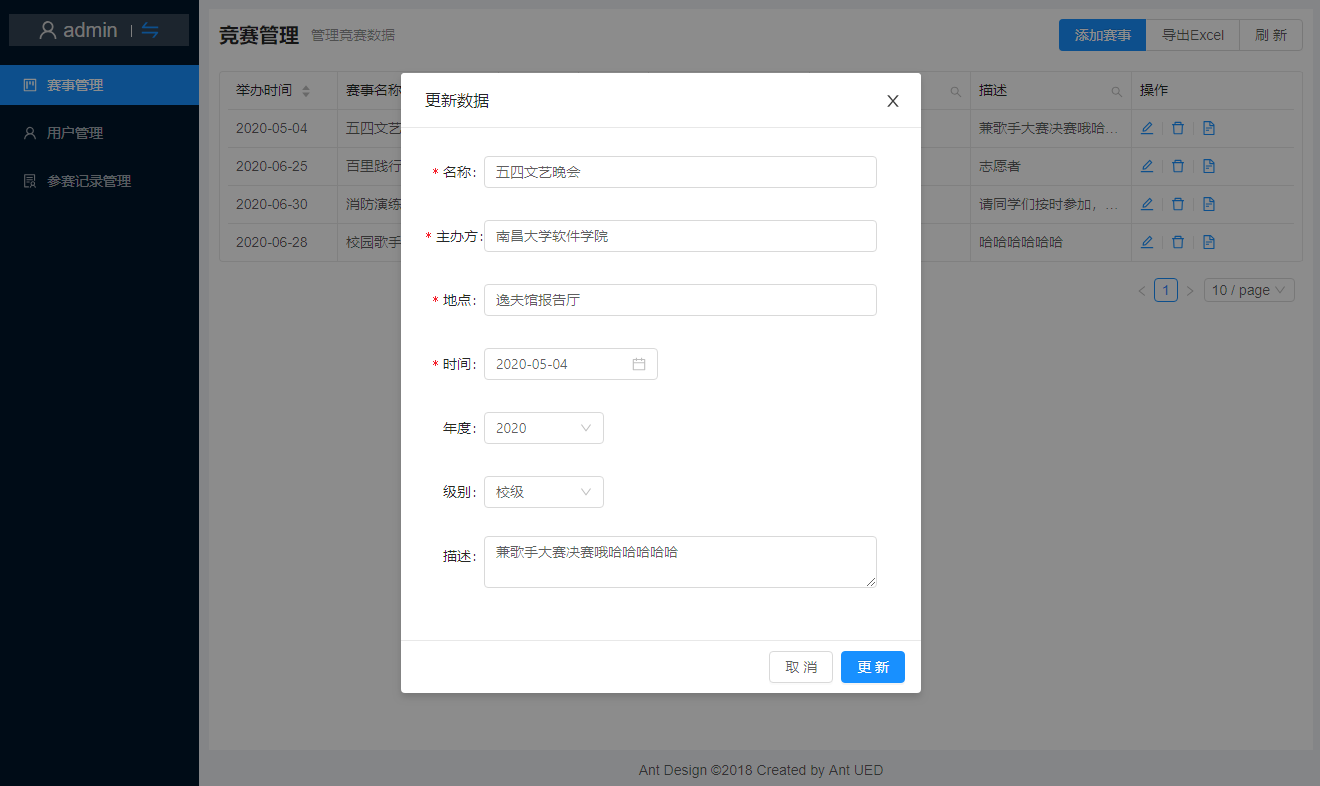 admin
赛事管理
用户管理
参赛记录管理
竞赛管理 管理竞赛数据
添加赛事 导出Excel 刷 新
举办时间 赛事名称 描述 操作
2020-05-04 五四文艺 兼歌手大赛决赛哦哈...
2020-06-25 百里践行 志愿者
2020-06-30 消防演练 请同学们按时参加，...
2020-06-28 校园歌手 哈哈哈哈哈哈
1 10 / page
更新数据
* 名称: 五四文艺晚会
* 主办方: 南昌大学软件学院
* 地点: 逸夫馆报告厅
* 时间: 2020-05-04
年度: 2020
级别: 校级
描述: 兼歌手大赛决赛哦哈哈哈哈哈哈
取 消 更 新
Ant Design ©2018 Created by Ant UED